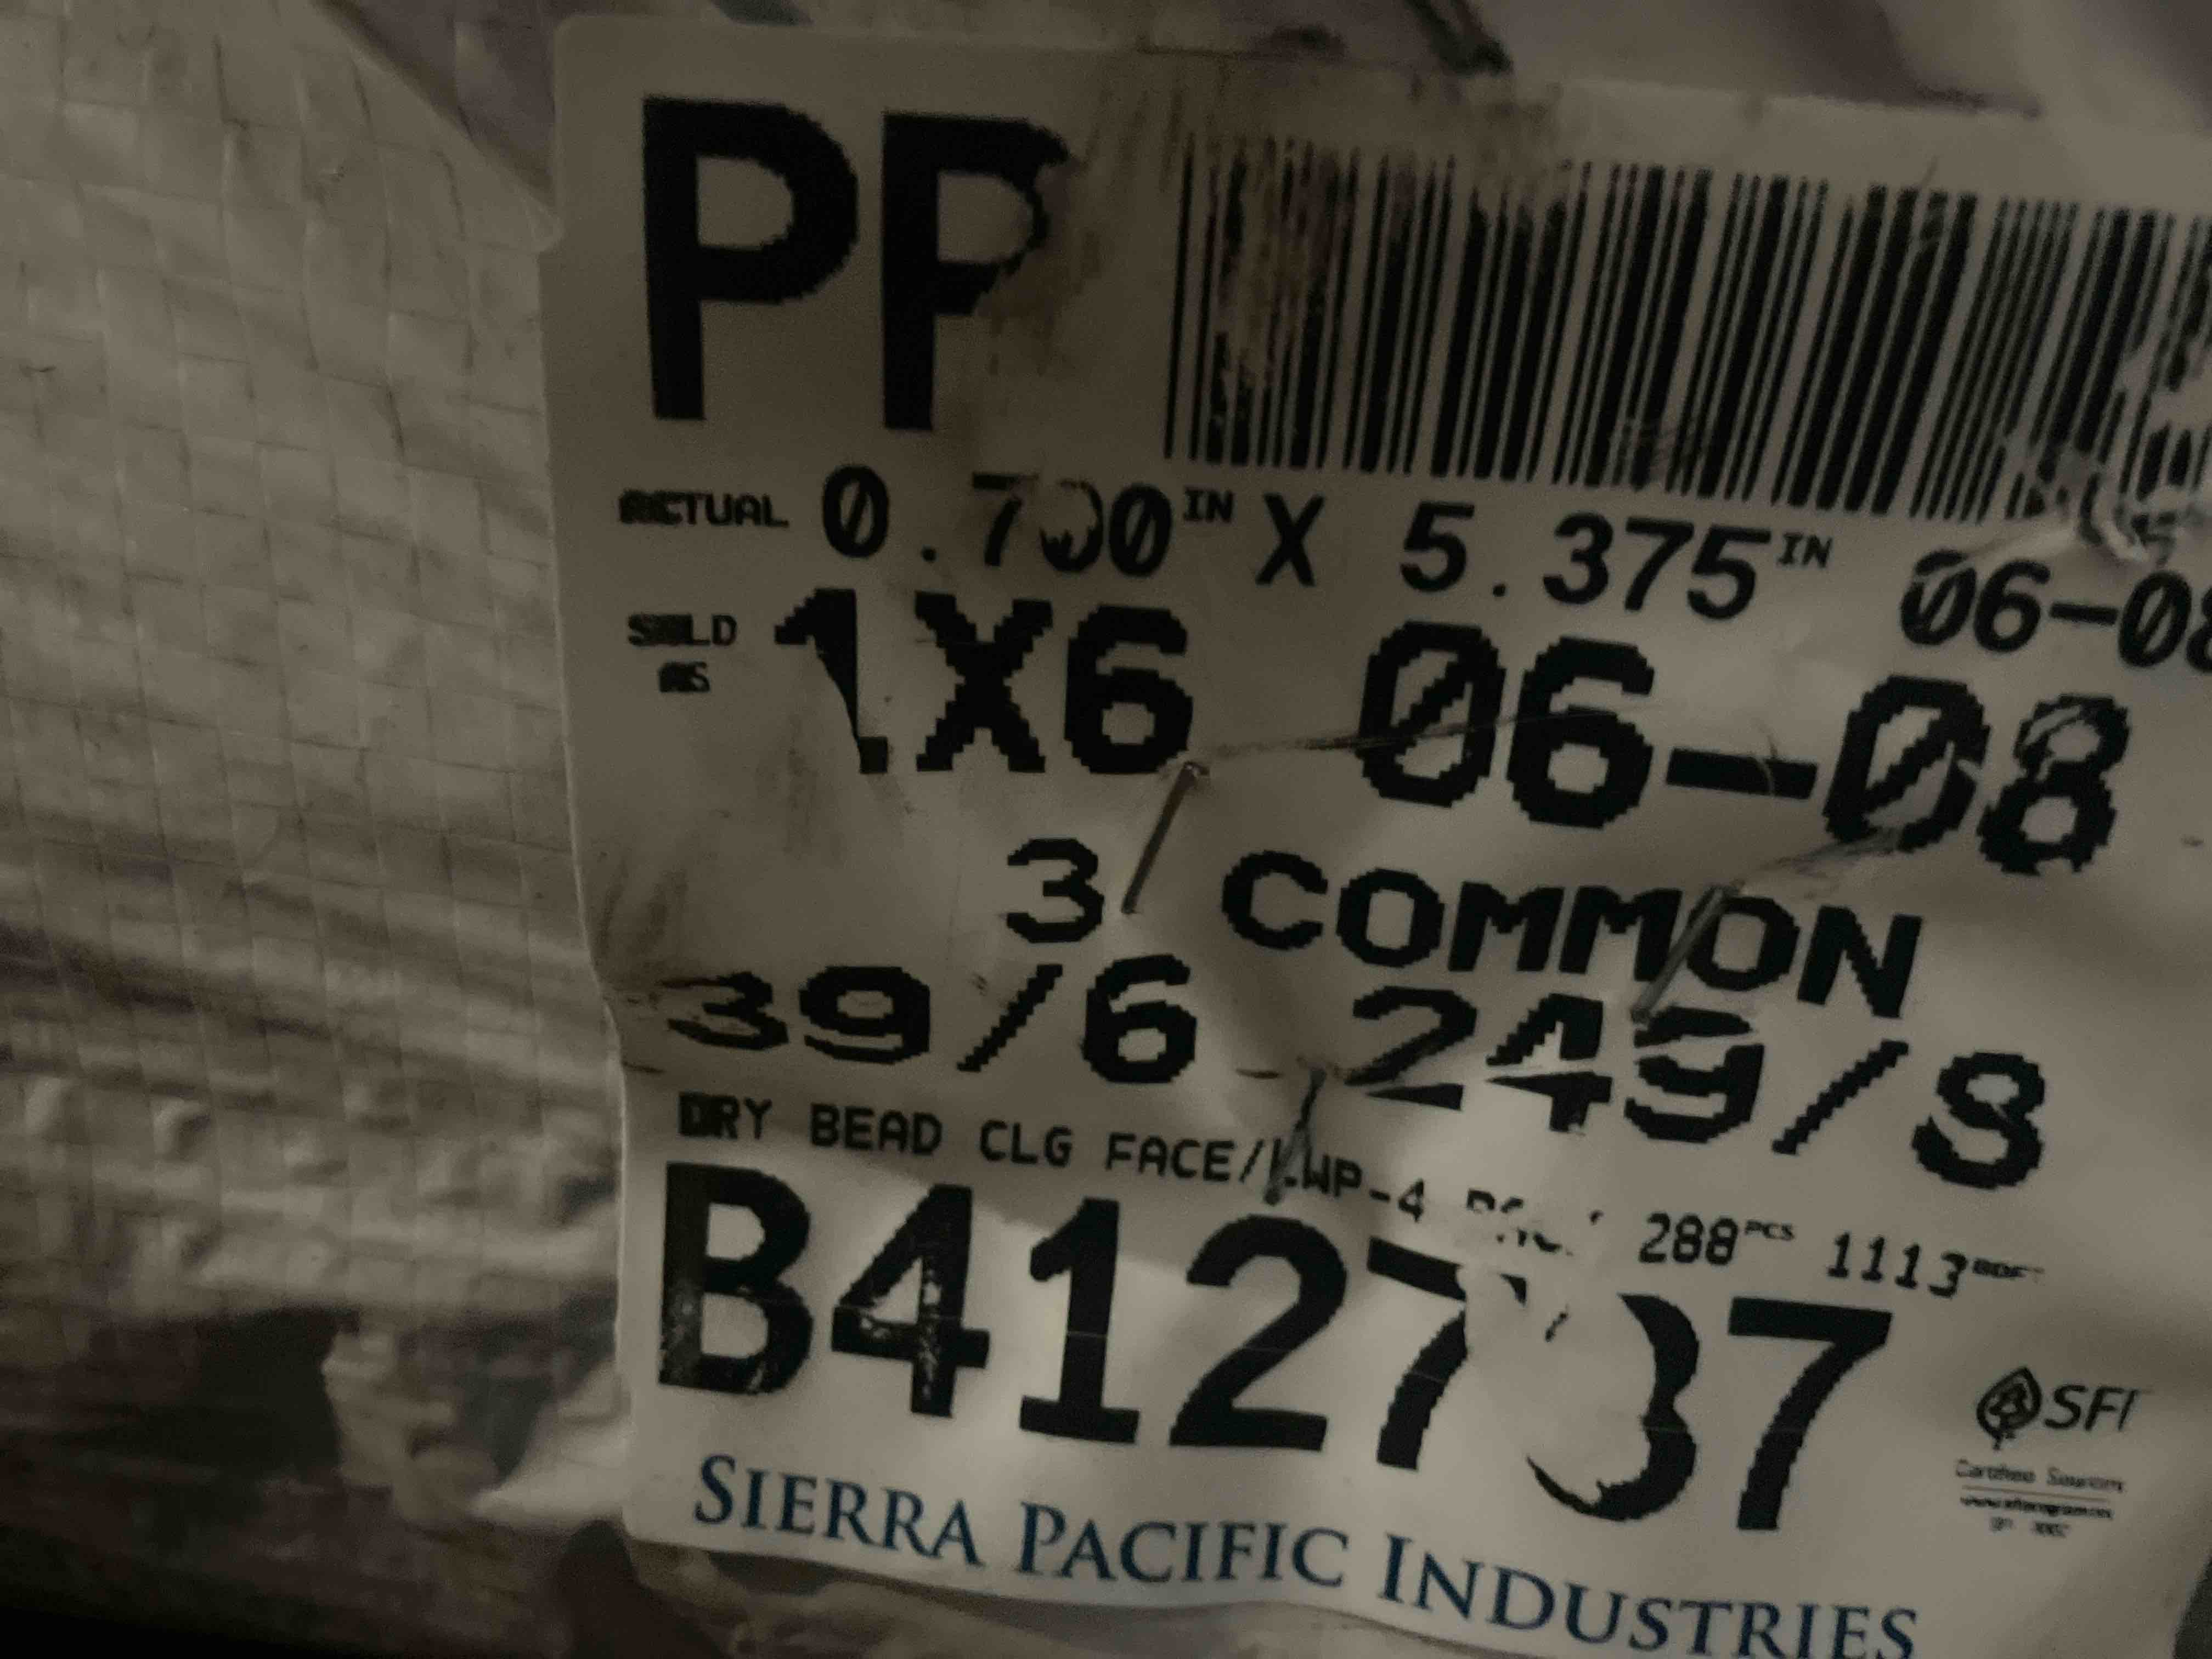 PP
ACTUAL 0.700 IN X 5.375 IN 06-08
SOLD AS 1X6 06-08
3 COMMON
39/6 249/8
DRY BEAD CLG FACE/ 288 PCS 1113 BDFT
SFI
SIERRA PACIFIC INDUSTRIES